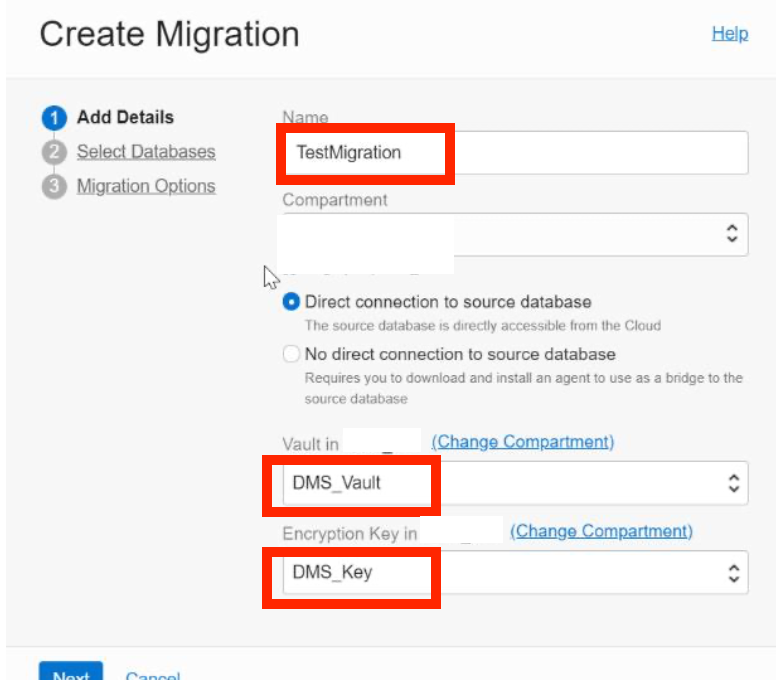 Create Migration
Help
1 Add Details
2 Select Databases
3 Migration Options
Name
TestMigration
Compartment
Direct connection to source database
The source database is directly accessible from the Cloud
No direct connection to source database
Requires you to download and install an agent to use as a bridge to the
source database
Vault in (Change Compartment)
DMS_Vault
Encryption Key in (Change Compartment)
DMS_Key
Next Cancel